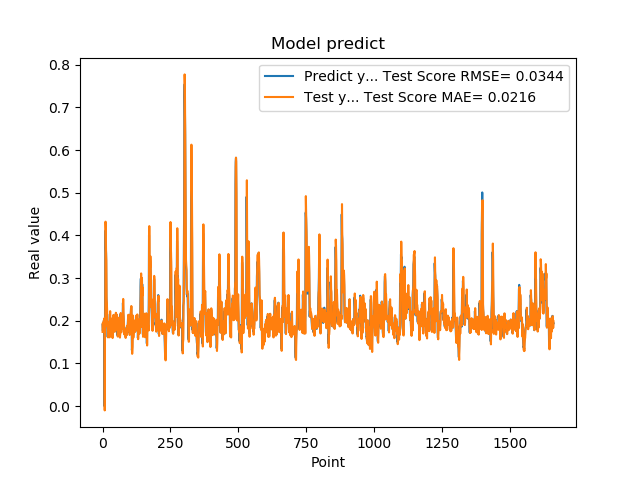 Model predict
Predict y... Test Score RMSE= 0.0344
Test y... Test Score MAE= 0.0216
0.8
0.7
0.6
0.5
0.4
0.3
0.2
0.1
0.0
Real value
0 250 500 750 1000 1250 1500
Point